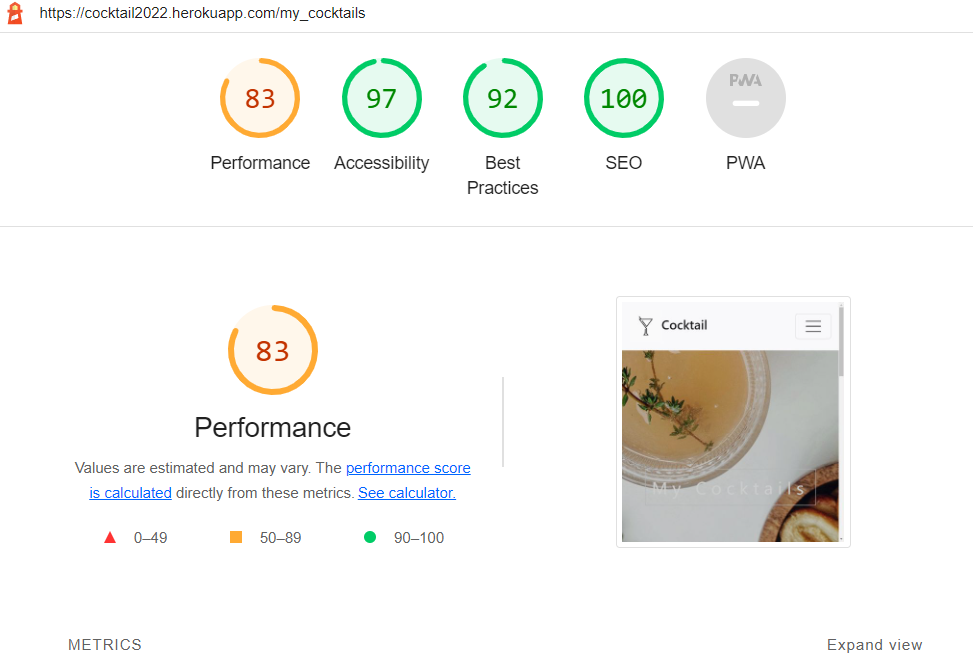 https://cocktail2022.herokuapp.com/my_cocktails
83
97
92
100
PWA
Performance
Accessibility
Best
Practices
SEO
PWA
83
Performance
Values are estimated and may vary. The performance score
is calculated directly from these metrics. See calculator.
0–49
50–89
90–100
Cocktail
My Cocktails
METRICS
Expand view